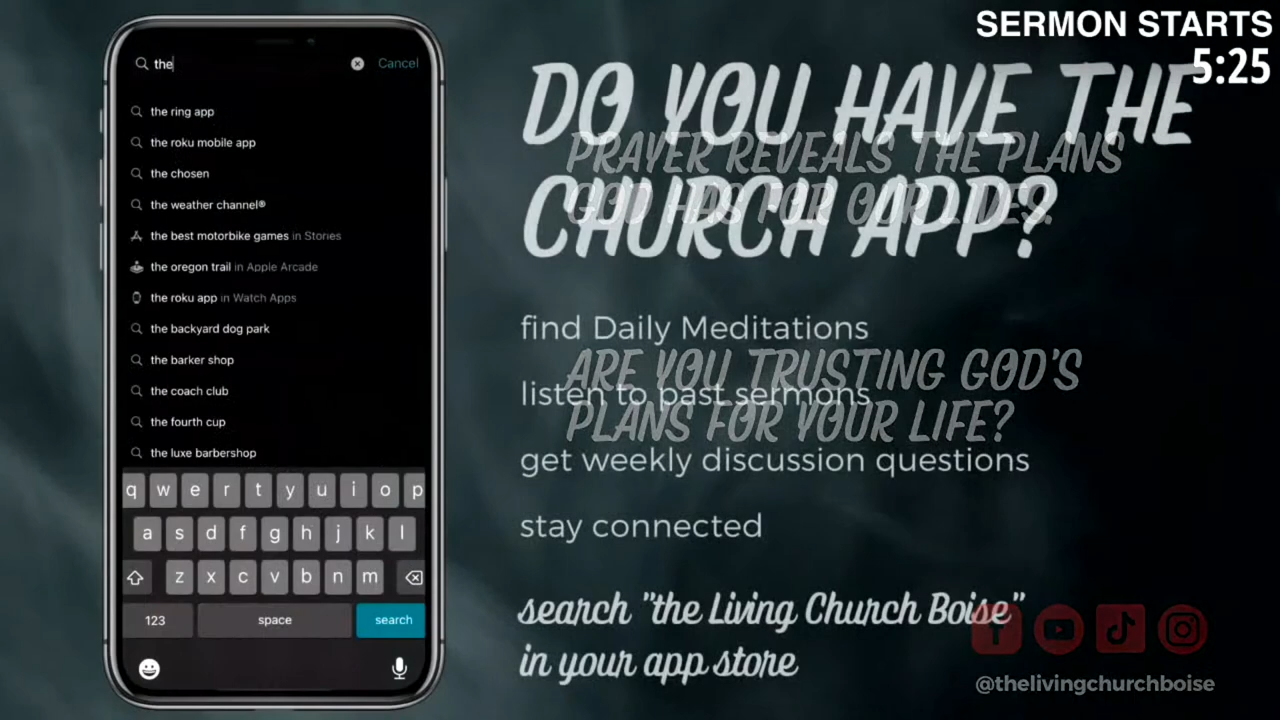 SERMON STARTS
5:25
the
Cancel
the ring app
the roku mobile app
the chosen
the weather channel®
the best motorbike games in Stories
the oregon trail in Apple Arcade
the roku app in Watch Apps
the backyard dog park
the barker shop
the coach club
the fourth cup
the luxe barbershop
q w e r t y u i o p
a s d f g h j k l
z x c v b n m
123 space search
DO YOU HAVE THE
CHURCH APP?
PRAYER REVEALS THE PLANS
GOD HAS FOR OUR LIVES.
find Daily Meditations
listen to past sermons
get weekly discussion questions
stay connected
ARE YOU TRUSTING GOD'S
PLANS FOR YOUR LIFE?
search "the Living Church Boise"
in your app store
@thelivingchurchboise